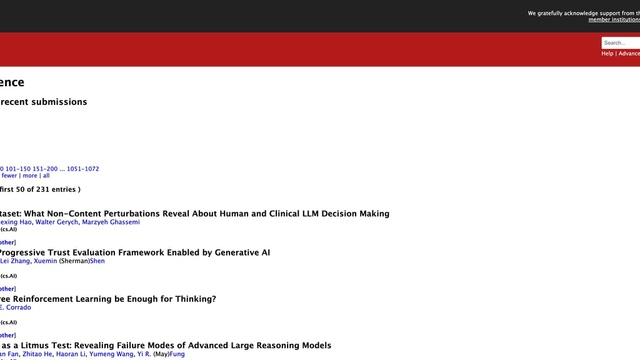 We gratefully acknowledge support from th
member institutions
Search...
Help | Advance
ence
recent submissions
0 101-150 151-200 ... 1051-1072
fewer | more | all
first 50 of 231 entries )
taset: What Non-Content Perturbations Reveal About Human and Clinical LLM Decision Making
exing Hao, Walter Gerych, Marzyeh Ghassemi
(cs.AI)
other]
Progressive Trust Evaluation Framework Enabled by Generative AI
Lei Zhang, Xuemin (Sherman)Shen
(cs.AI)
other]
ree Reinforcement Learning be Enough for Thinking?
E. Corrado
(cs.AI)
other]
as a Litmus Test: Revealing Failure Modes of Advanced Large Reasoning Models
an Fan, Zhitao He, Haoran Li, Yumeng Wang, Yi R. (May)Fung